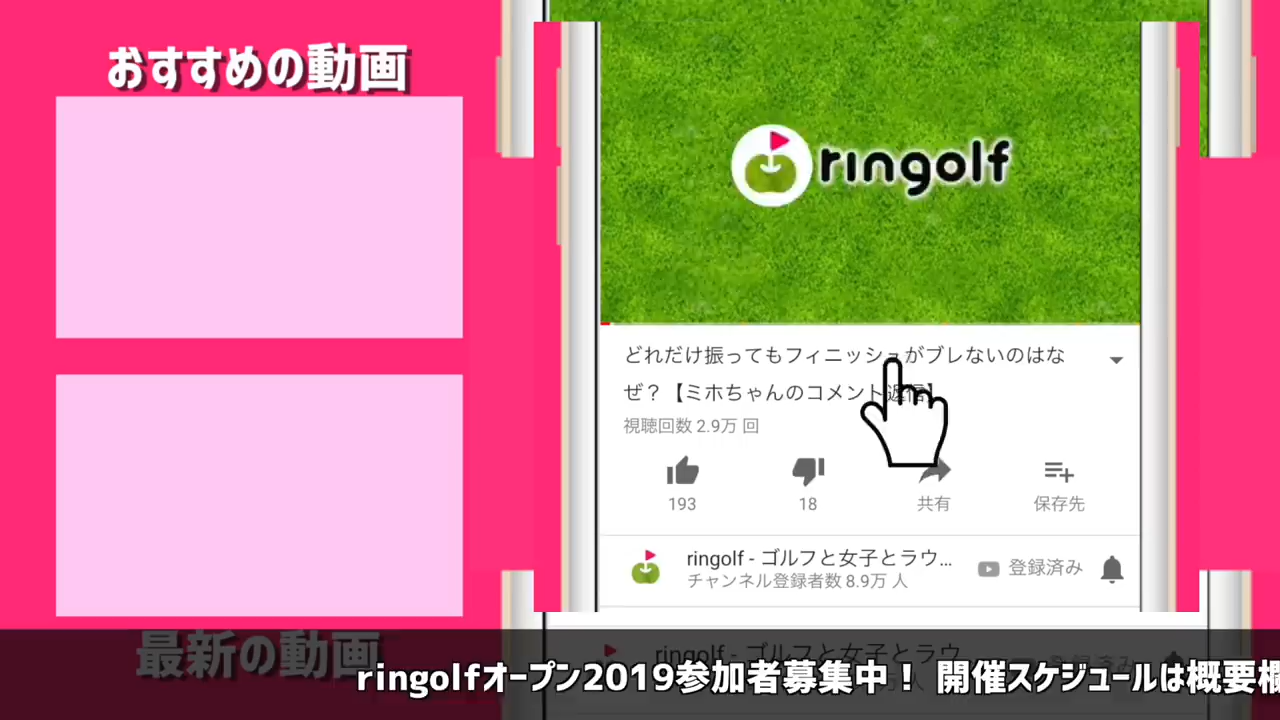 おすすめの動画
ringolf
どれだけ振ってもフィニッシュがブレないのはな
ぜ？【ミホちゃんのコメント返信】
視聴回数 2.9万 回
193
18
共有
保存先
ringolf - ゴルフと女子とラウ...
チャンネル登録者数 8.9万 人
登録済み
最新の動画
ringolf - ゴルフと女子とラウ
登録済み
ringolfオープン2019参加者募集中！ 開催スケジュールは概要欄